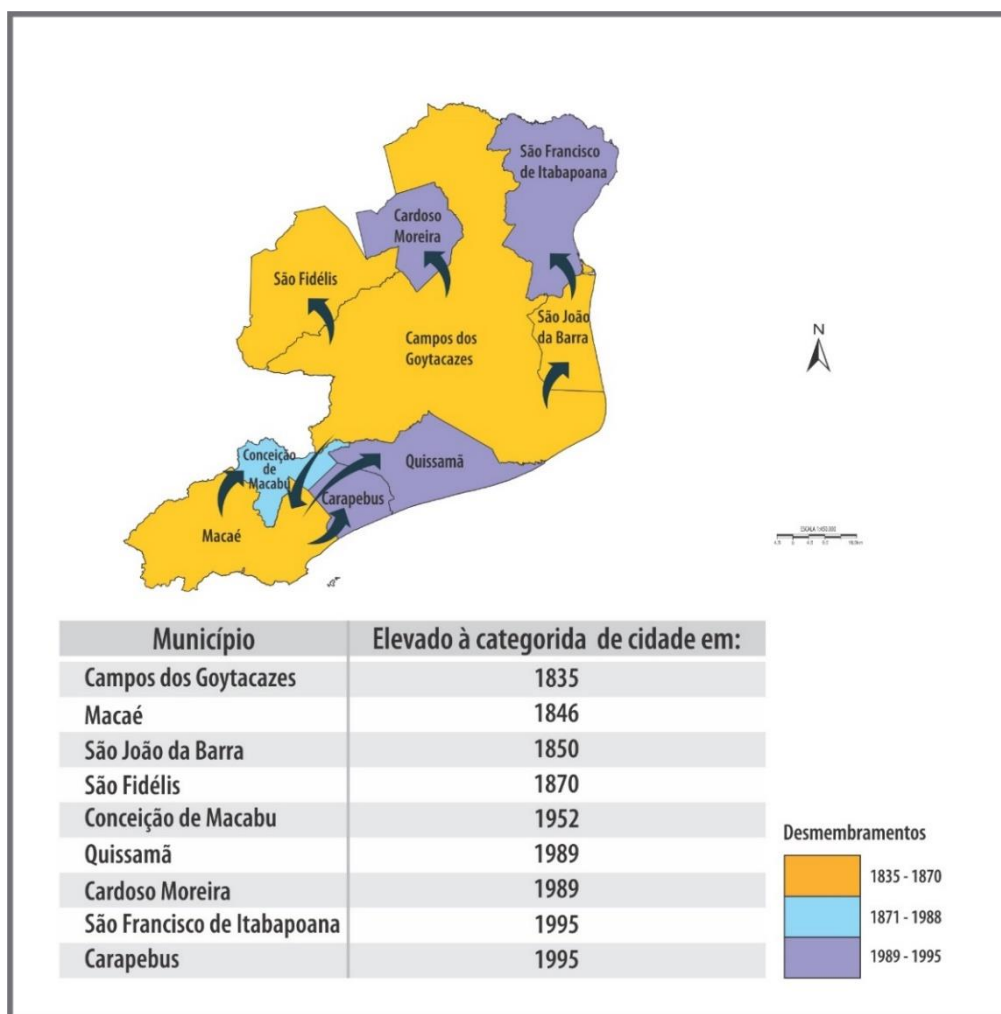 São Francisco
de Itabapoana
Cardoso
Moreira
São Fidélis
São João
da Barra
Campos dos
Goytacazes
N
Conceição
de
Macabu
Quissamã
Carapebus
Macaé
Município
Elevado à categorida de cidade em:
Campos dos Goytacazes
1835
Macaé
1846
São João da Barra
1850
São Fidélis
1870
Conceição de Macabu
1952
Quissamã
1989
Cardoso Moreira
1989
São Francisco de Itabapoana
1995
Carapebus
1995
Desmembramentos
1835 - 1870
1871 - 1988
1989 - 1995